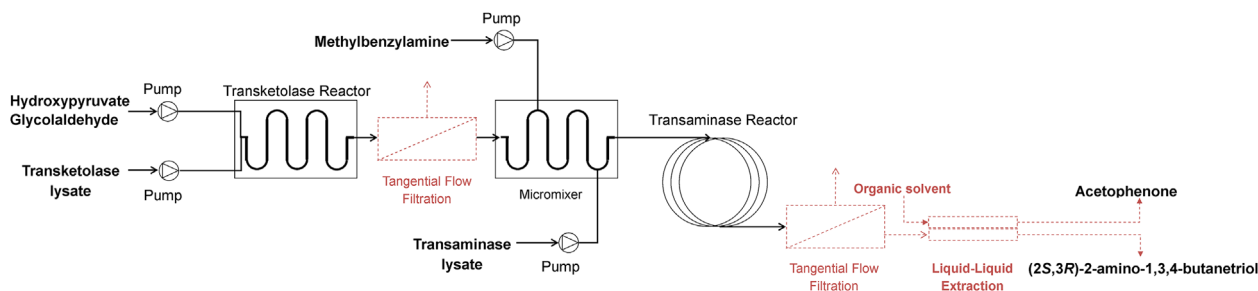 Pump
Methylbenzylamine
Pump
Transketolase Reactor
Hydroxypyruvate
Glycolaldehyde
Transaminase Reactor
Transketolase
lysate
Pump
Tangential Flow
Filtration
Micromixer
Organic solvent
Acetophenone
Transaminase
lysate
Pump
Tangential Flow
Filtration
Liquid-Liquid
Extraction
(2S,3R)-2-amino-1,3,4-butanetriol